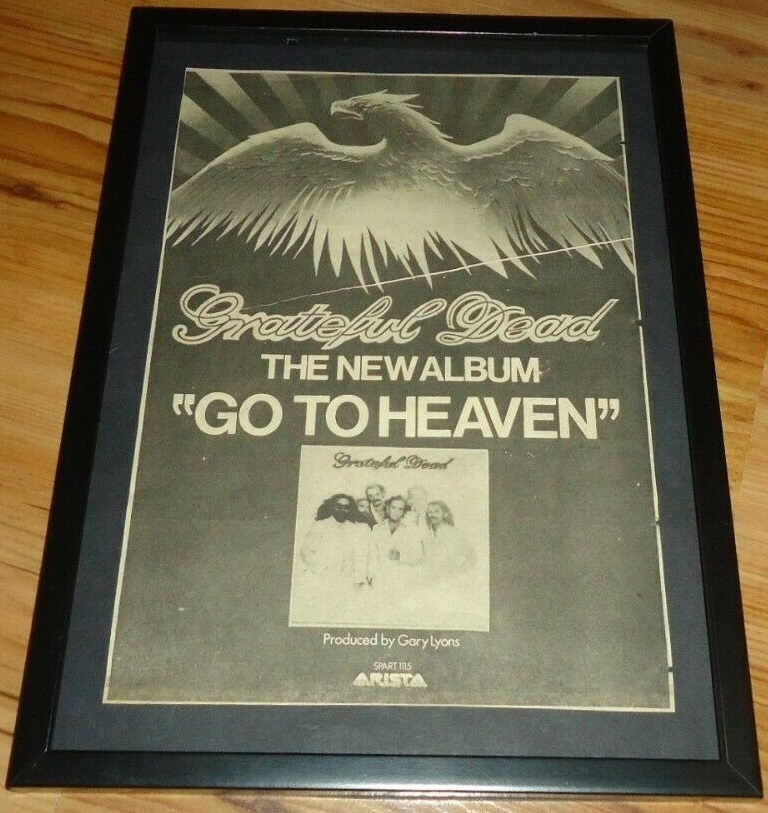 Grateful Dead
THE NEW ALBUM
"GO TO HEAVEN"
Grateful Dead
Produced by Gary Lyons
SPART 1115
ARISTA